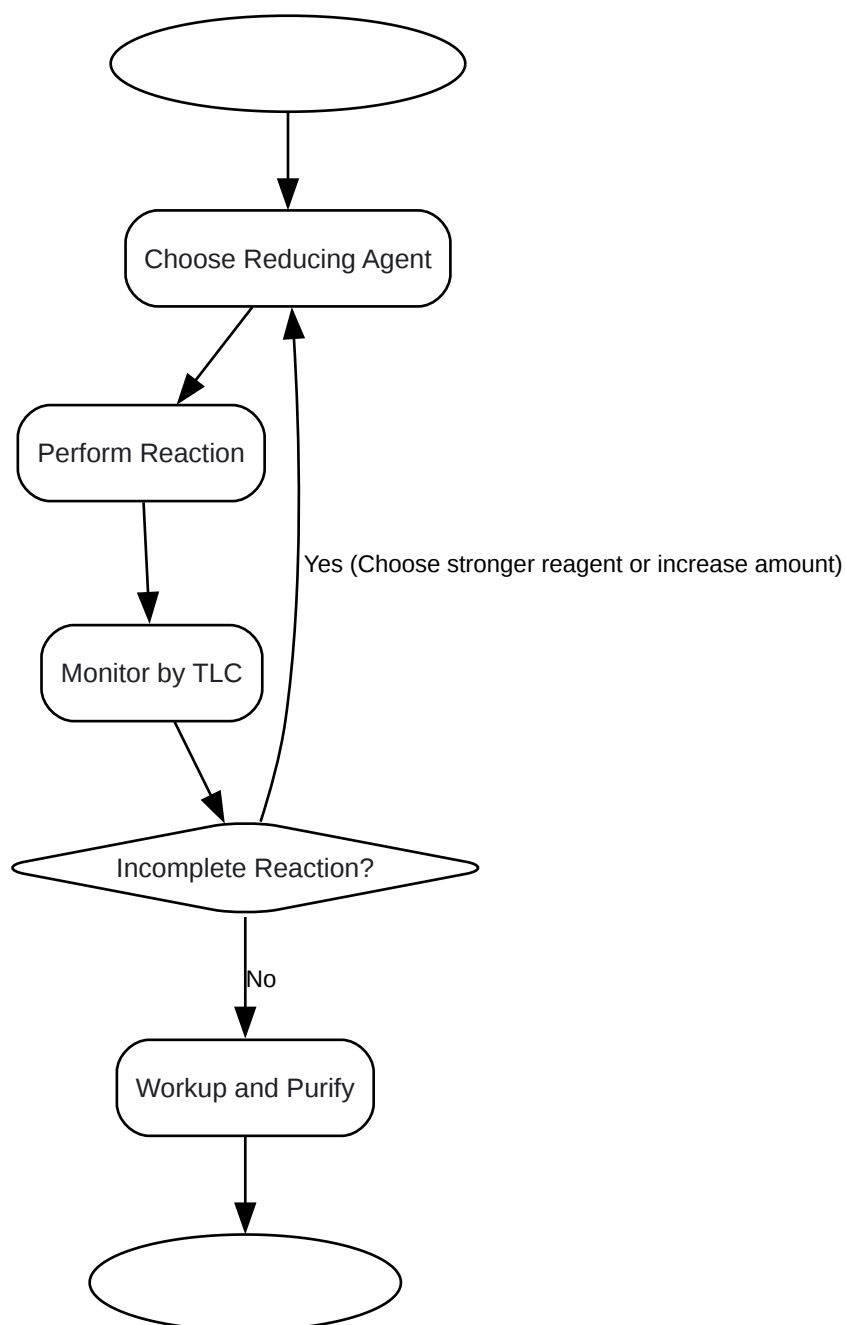 Choose Reducing Agent
Perform Reaction
Yes (Choose stronger reagent or increase amount)
Monitor by TLC
Incomplete Reaction?
No
Workup and Purify